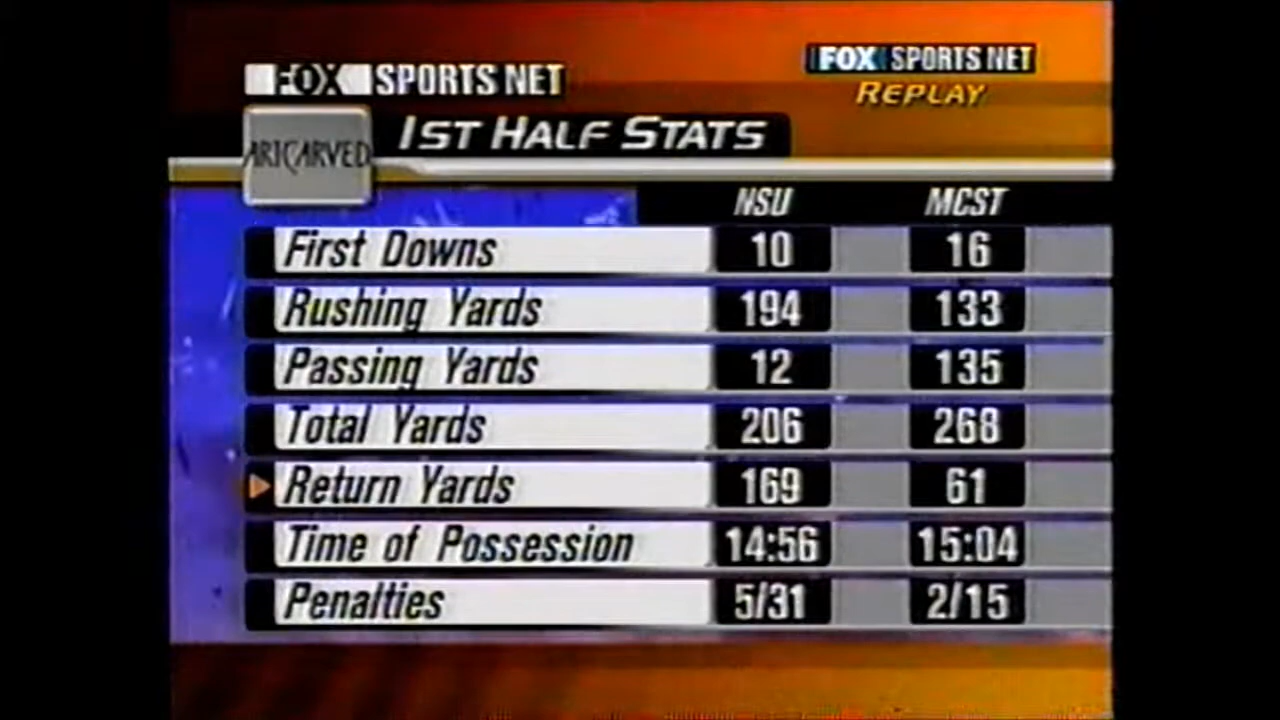 FOX SPORTS NET
FOX SPORTS NET
REPLAY
ARTCARVED
1ST HALF STATS
NSU MCST
First Downs 10 16
Rushing Yards 194 133
Passing Yards 12 135
Total Yards 206 268
Return Yards 169 61
Time of Possession 14:56 15:04
Penalties 5/31 2/15